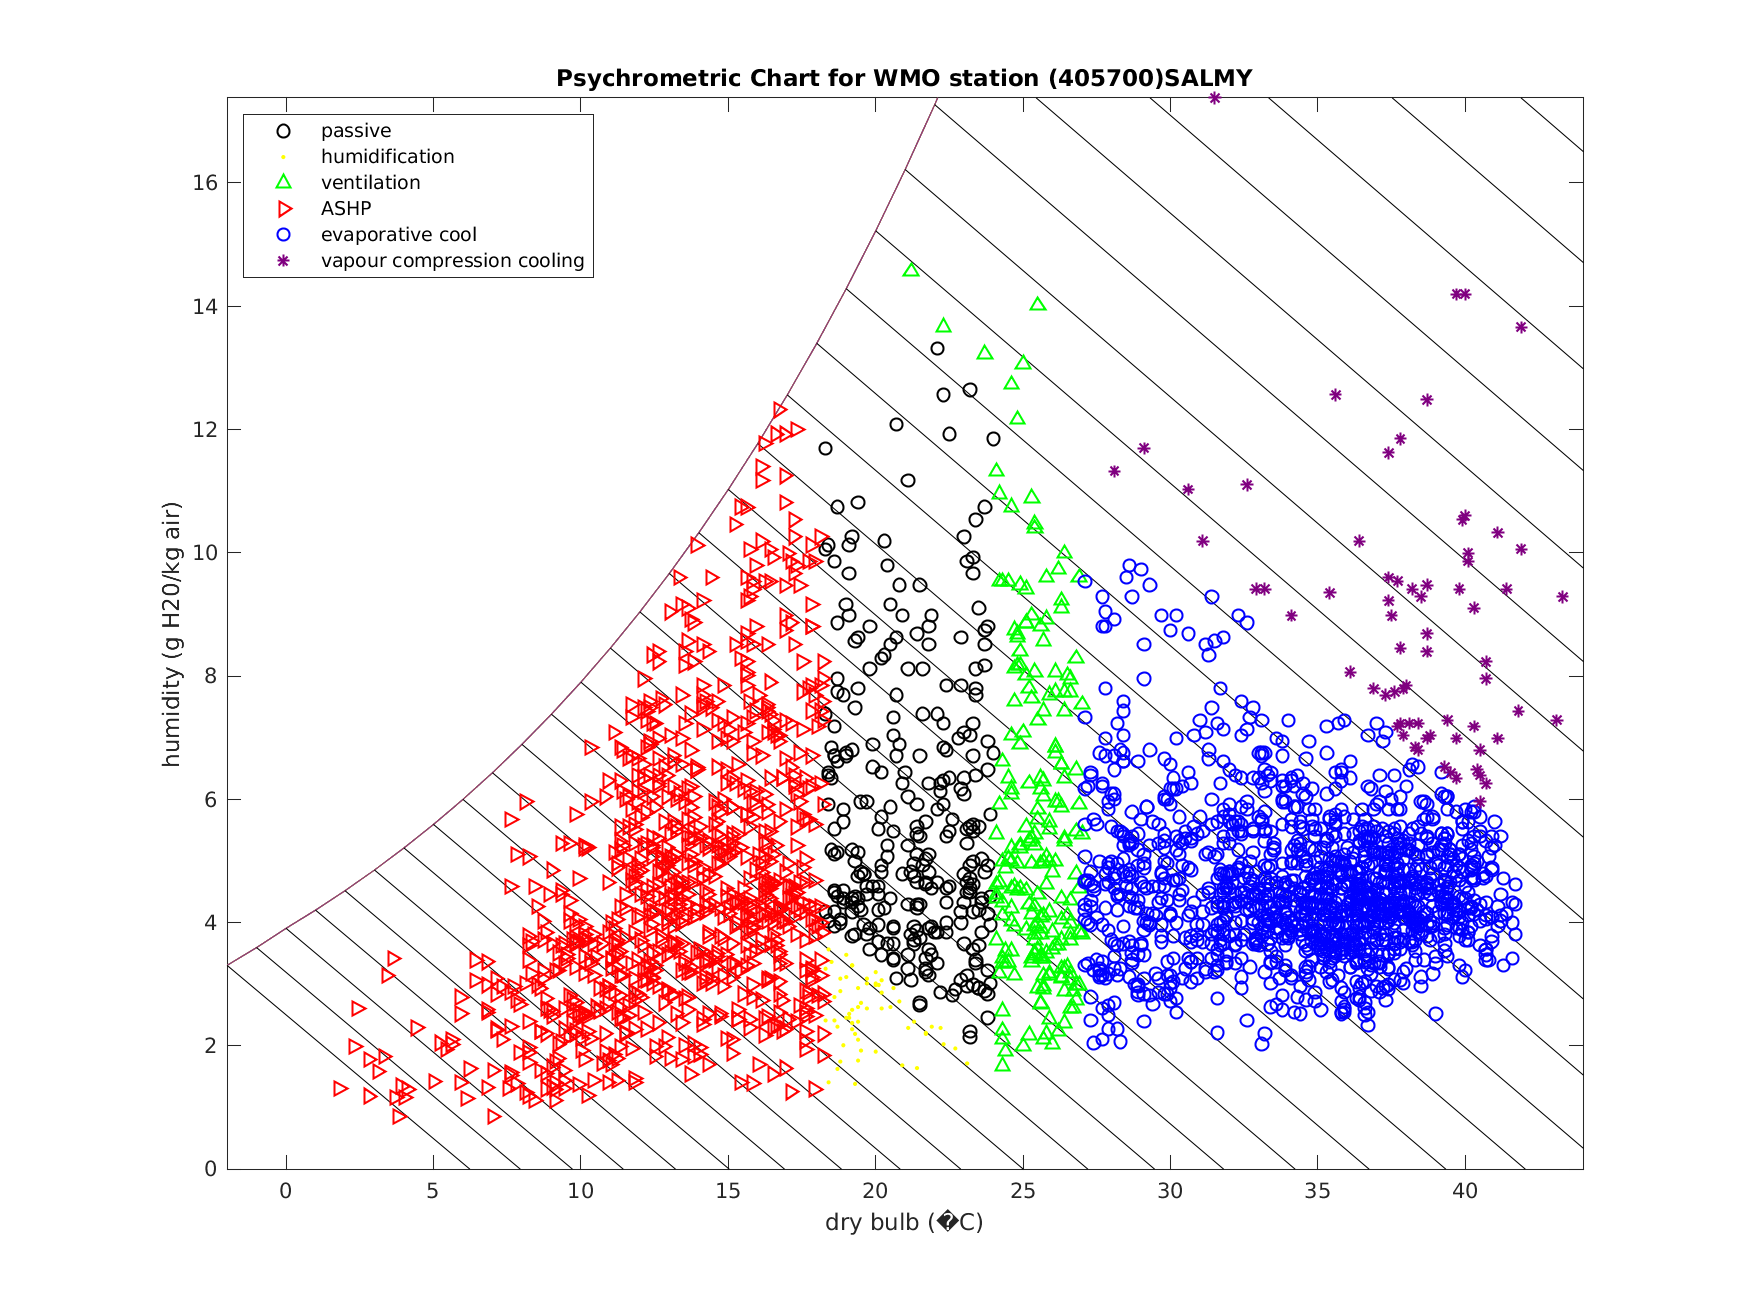 Psychrometric Chart for WMO station (405700)SALMY
passive
humidification
ventilation
ASHP
evaporative cool
vapour compression cooling
humidity (g H20/kg air)
16
14
12
10
8
6
4
2
0
0 5 10 15 20 25 30 35 40
dry bulb (�C)